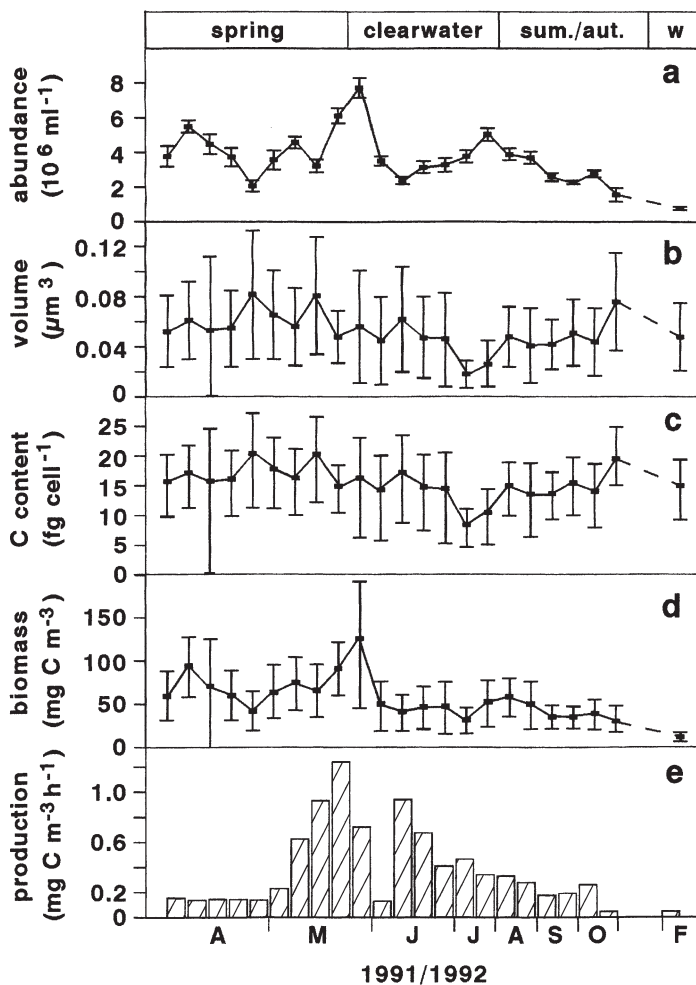 spring clearwater sum./aut. w
a
abundance
(10⁶ ml⁻¹)
8
6
4
2
0
b
volume
(µm³)
0.12
0.08
0.04
0
c
C content
(fg cell⁻¹)
25
20
15
10
5
0
d
biomass
(mg C m⁻³)
150
100
50
0
e
production
(mg C m⁻³ h⁻¹)
1.0
0.6
0.2
0
A M J J A S O F
1991/1992